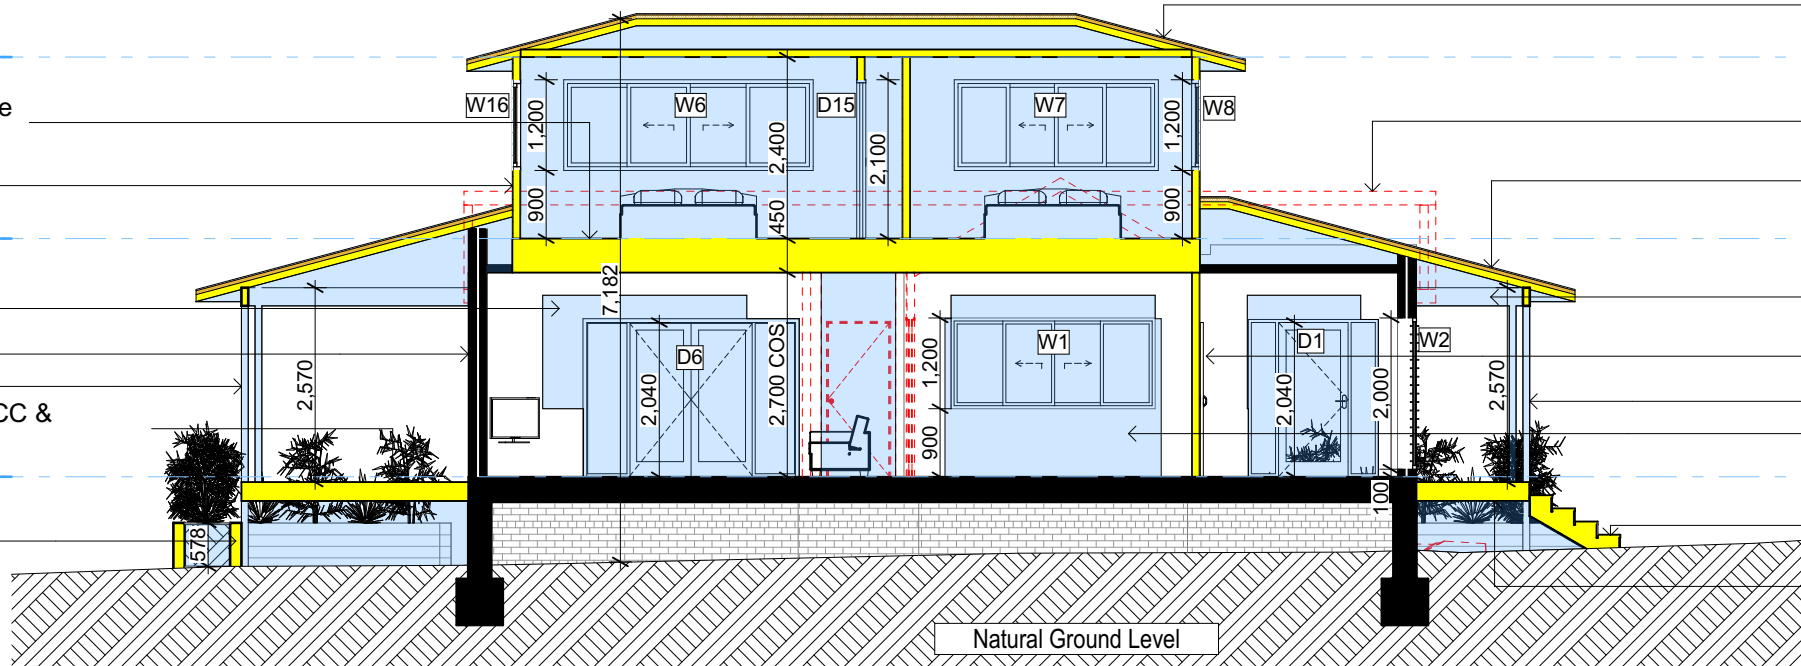 e
W16
1,200
W6
2,400
D15
2,100
W7
1,200
W8
900
450
900
7,182
2,570
2,040
D6
2,700 COS
1,200
W1
2,040
D1
2,000
W2
2,570
CC &
900
100
578
Natural Ground Level